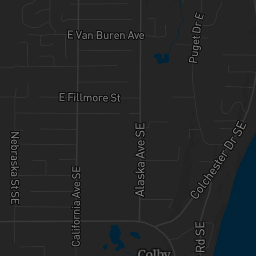 E Van Buren Ave
Puget Dr E
E Fillmore St
Nebraska St SE
California Ave SE
Alaska Ave SE
Colchester Dr SE
Rd SE
Colby